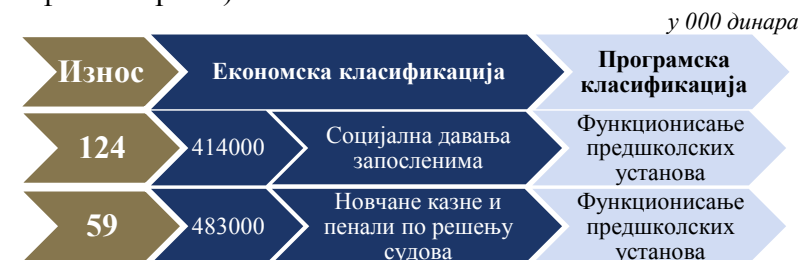 у 000 динара
Износ
Економска класификација
Програмска
класификација
124
414000
Социјална давања
запосленима
Функционисање
предшколских
установа
59
483000
Новчане казне и
пенали по решењу
судова
Функционисање
предшколских
установа